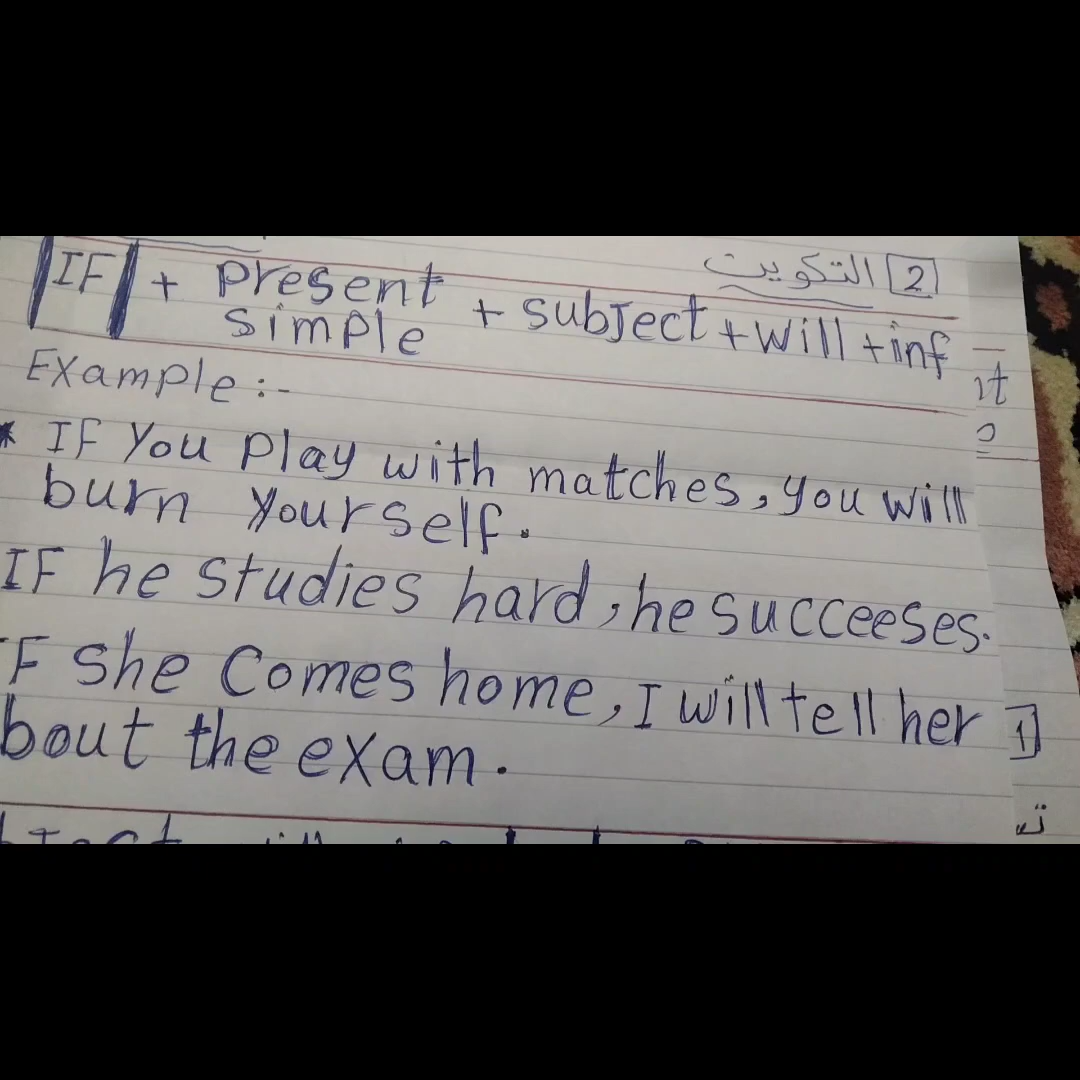 2 التكوين
IF + present simple + subject + will + inf
Example :-
* IF You play with matches, you will
burn yourself.
IF he studies hard, he succeeses.
F she comes home, I will tell her
bout the exam.
1